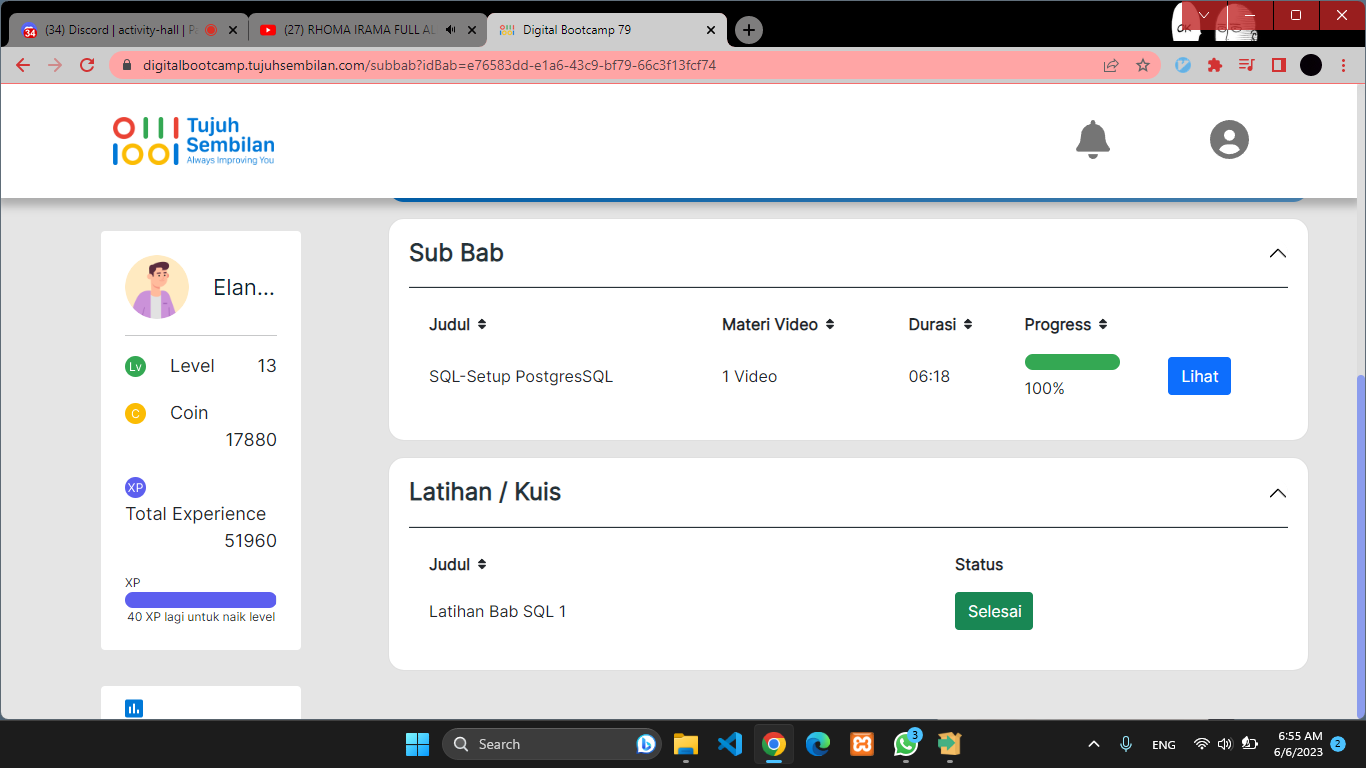 (34) Discord | activity-hall | Pa
(27) RHOMA IRAMA FULL AL
Digital Bootcamp 79
digitalbootcamp.tujuhsembilan.com/subbab?idBab=e76583dd-e1a6-43c9-bf79-66c3f13fcf74
Tujuh
Sembilan
Always Improving You
Elan...
Lv Level 13
C Coin
17880
XP
Total Experience
51960
XP
40 XP lagi untuk naik level
Sub Bab
Judul Materi Video Durasi Progress
SQL-Setup PostgresSQL 1 Video 06:18 100% Lihat
Latihan / Kuis
Judul Status
Latihan Bab SQL 1 Selesai
Search
3
ENG
6:55 AM
6/6/2023
2